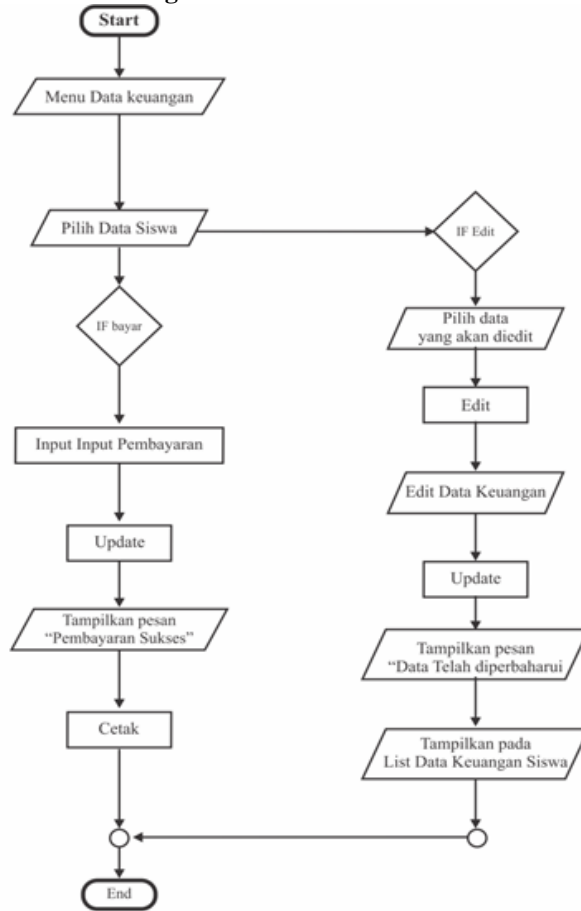 Start
Menu Data keuangan
Pilih Data Siswa
IF bayar
Input Input Pembayaran
Update
Tampilkan pesan
“Pembayaran Sukses”
Cetak
End
IF Edit
Pilih data
yang akan diedit
Edit
Edit Data Keuangan
Update
Tampilkan pesan
“Data Telah diperbaharui
Tampilkan pada
List Data Keuangan Siswa